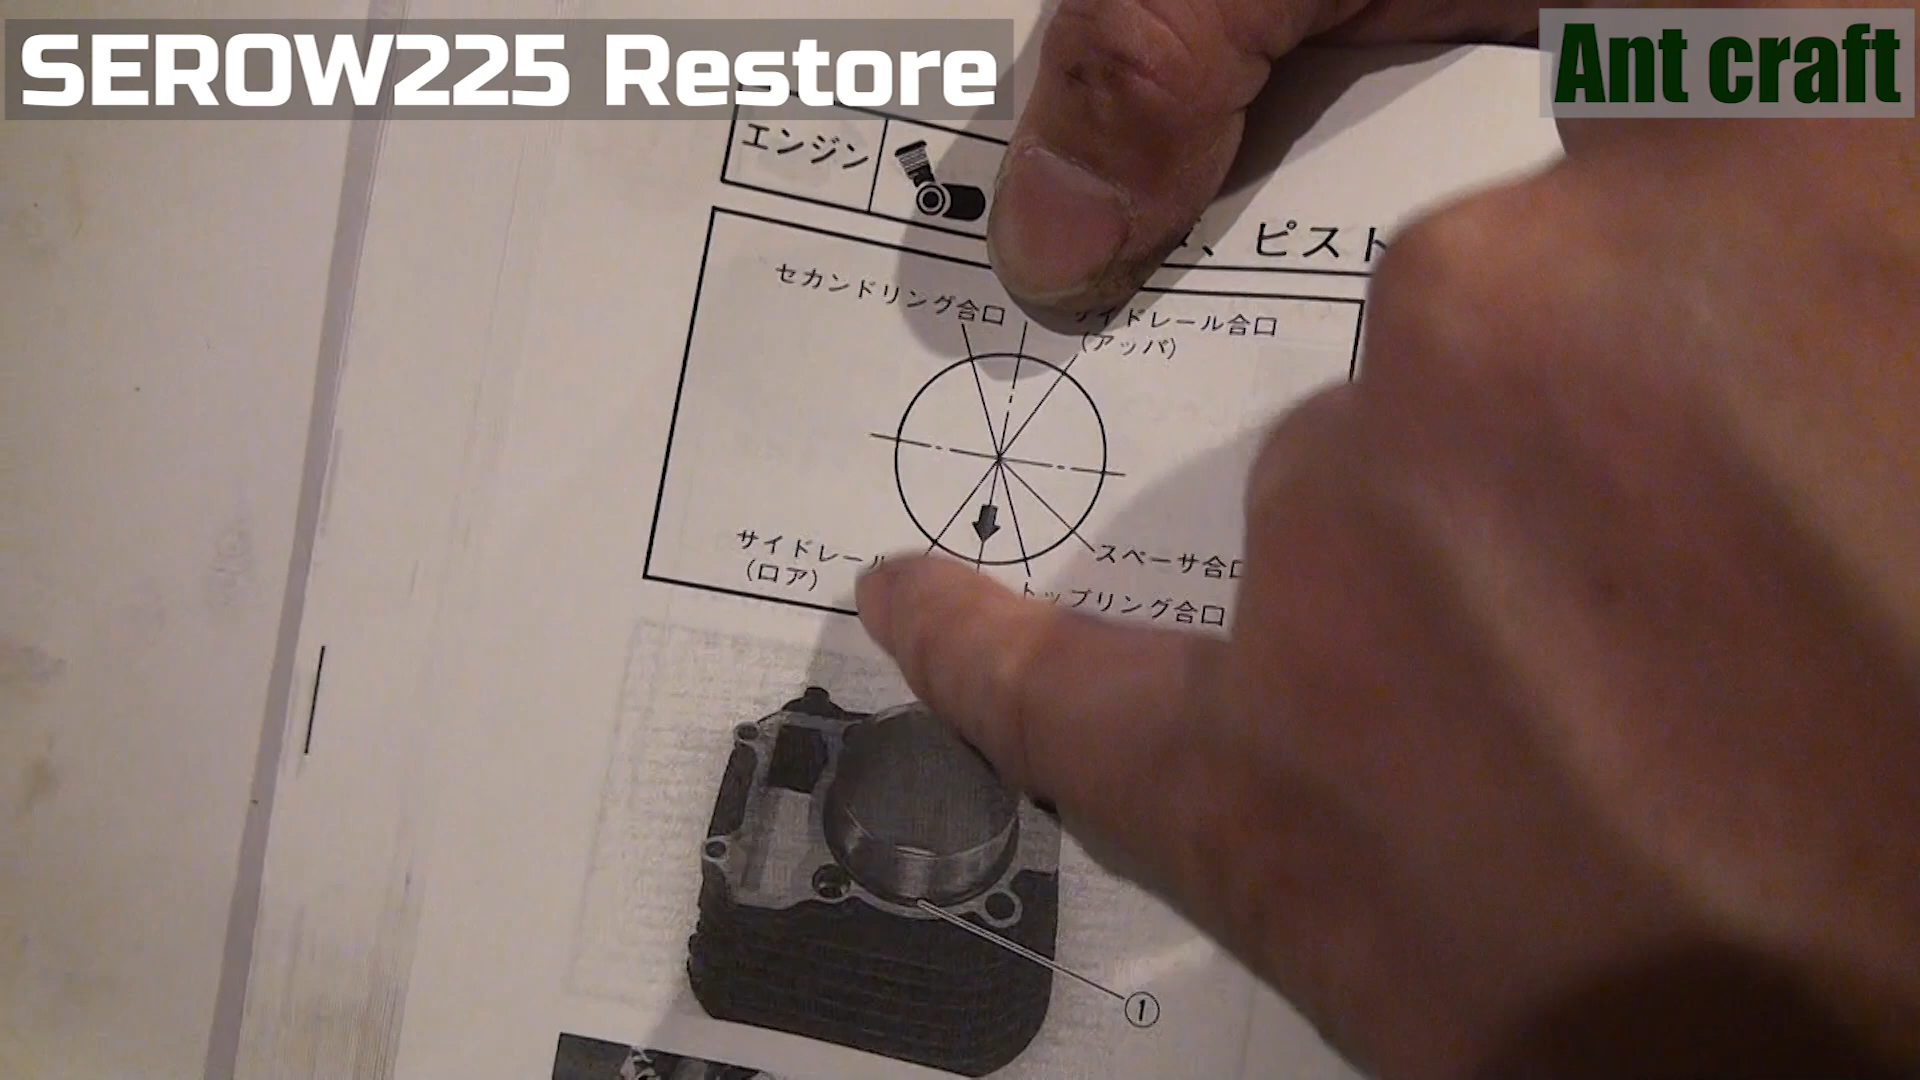 SEROW225 Restore
Ant craft
エンジン
、ピスト
セカンドリング合口
サイドレール合口
(アッパ)
サイドレール
(ロア)
スペーサ合口
トップリング合口
①